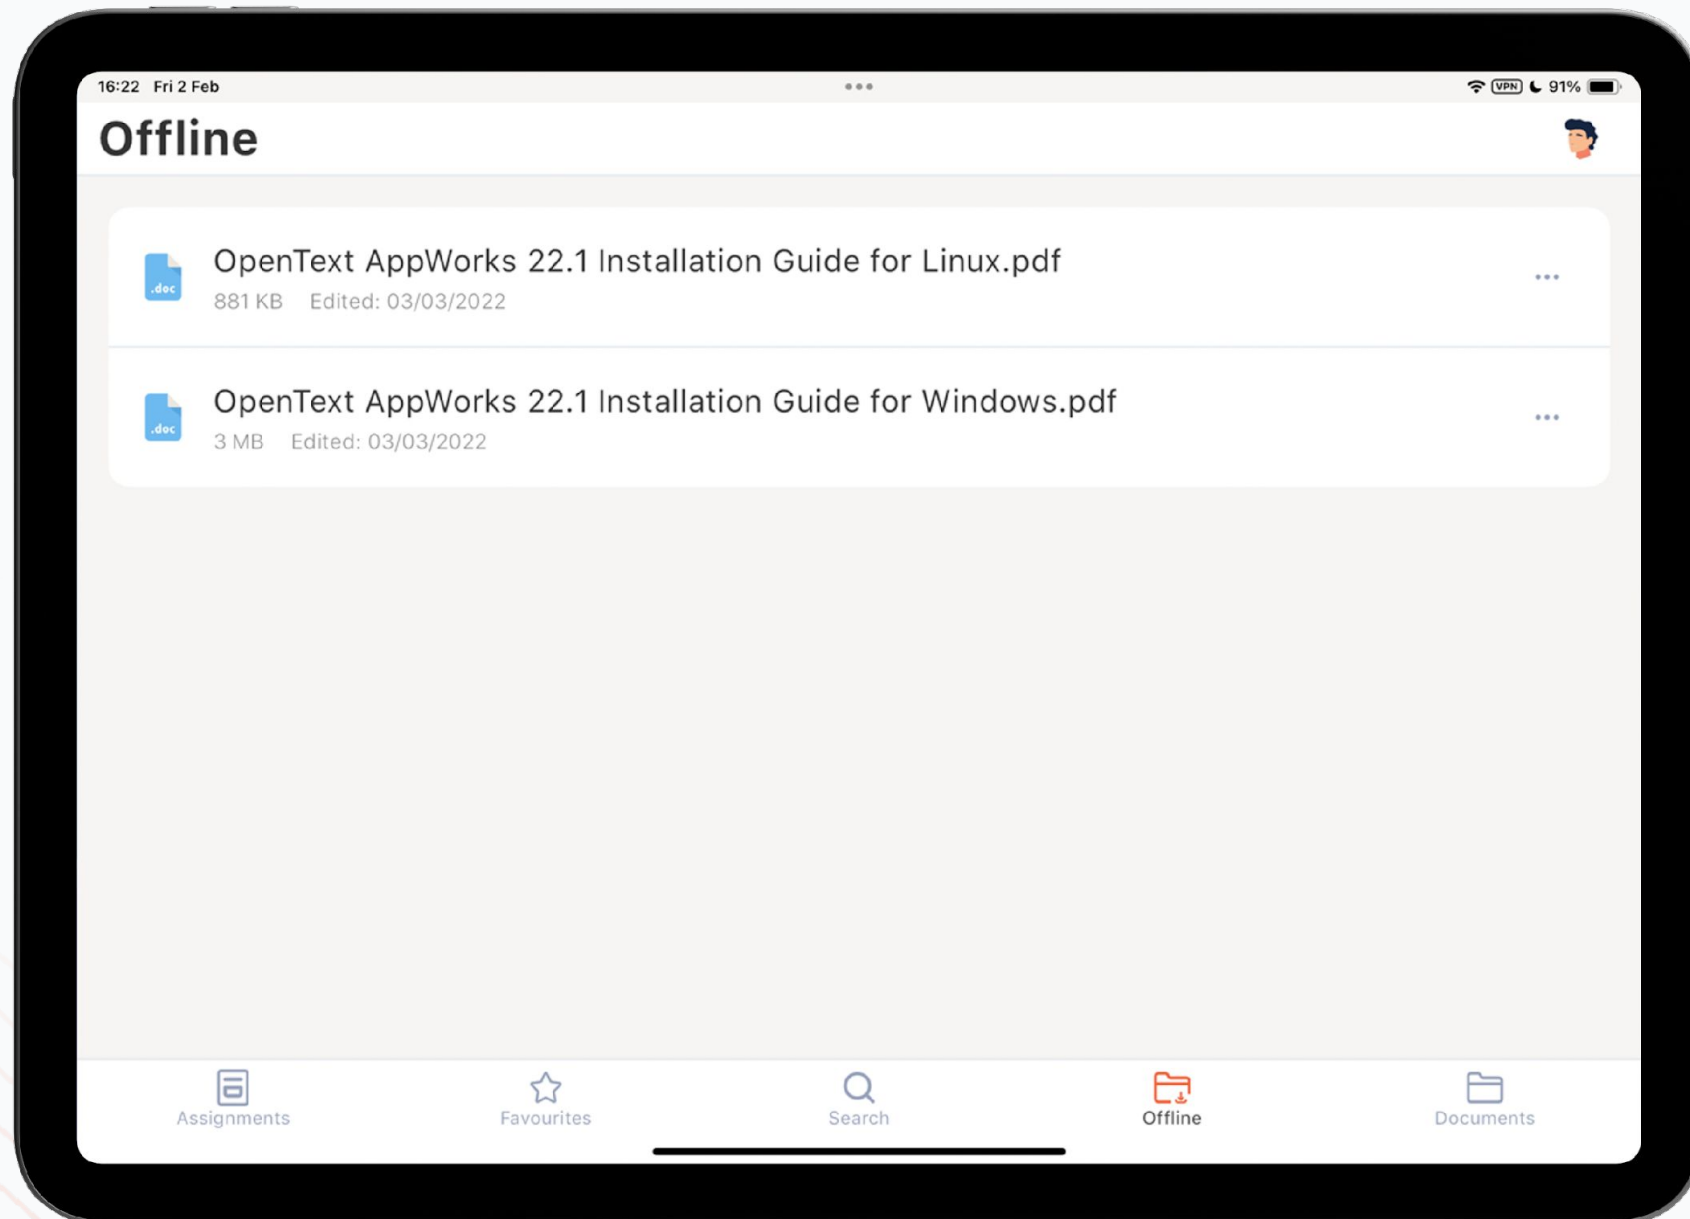 16:22 Fri 2 Feb
VPN 91%
Offline
.doc
OpenText AppWorks 22.1 Installation Guide for Linux.pdf
881 KB Edited: 03/03/2022
.doc
OpenText AppWorks 22.1 Installation Guide for Windows.pdf
3 MB Edited: 03/03/2022
Assignments Favourites Search Offline Documents